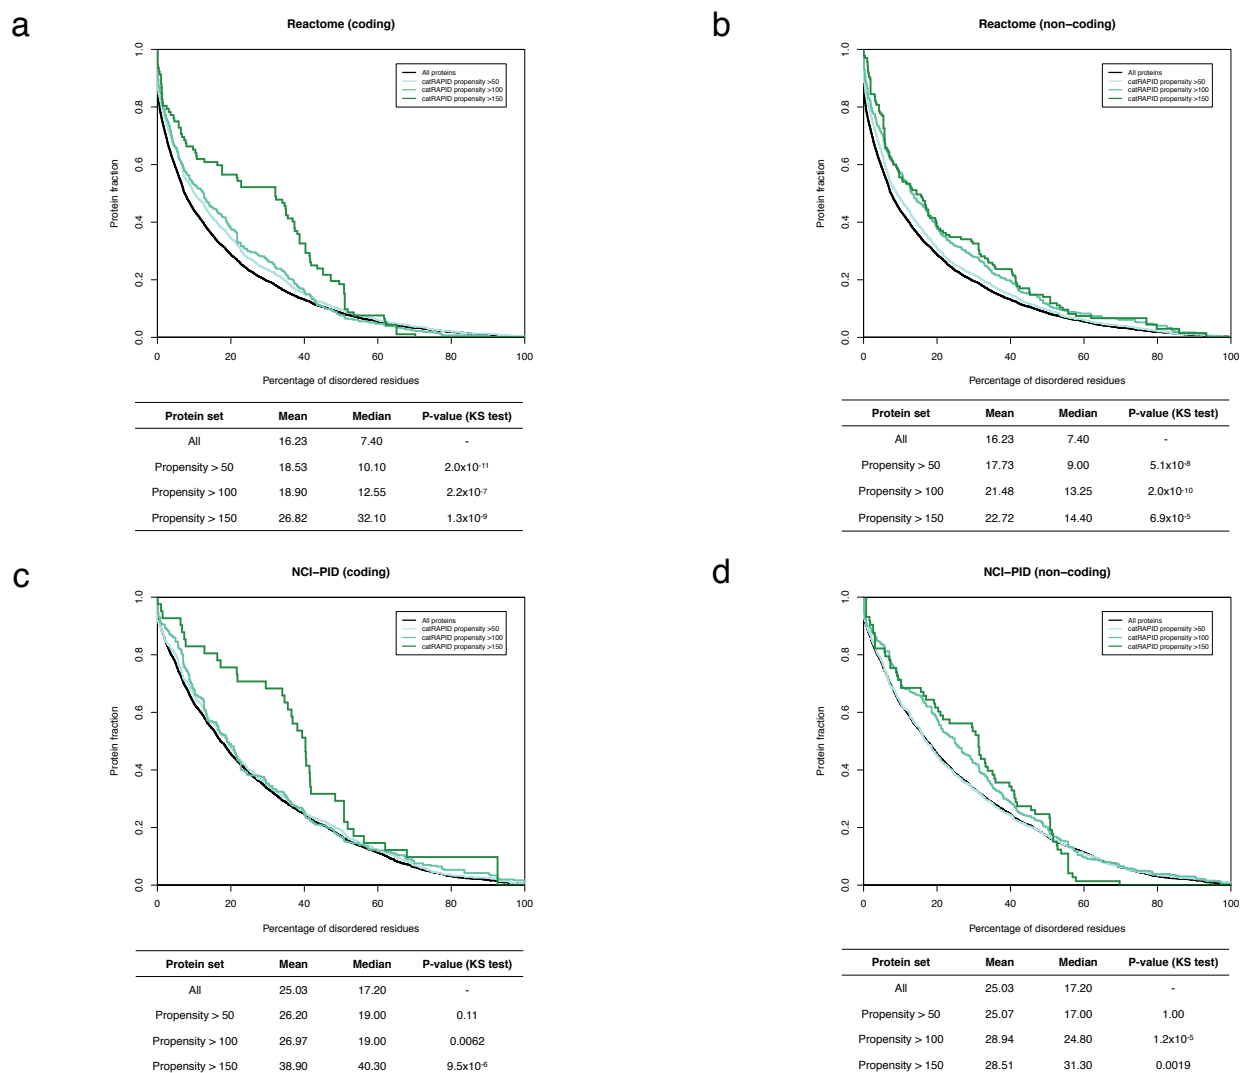 a
Reactome (coding)
1.0
0.8
0.6
0.4
0.2
0.0
Protein fraction
All proteins
catRAPID propensity >50
catRAPID propensity >100
catRAPID propensity >150
0 20 40 60 80 100
Percentage of disordered residues
Protein set Mean Median P-value (KS test)
All 16.23 7.40 -
Propensity > 50 18.53 10.10 2.0x10⁻¹¹
Propensity > 100 18.90 12.55 2.2x10⁻⁷
Propensity > 150 26.82 32.10 1.3x10⁻⁹
b
Reactome (non−coding)
1.0
0.8
0.6
0.4
0.2
0.0
Protein fraction
All proteins
catRAPID propensity >50
catRAPID propensity >100
catRAPID propensity >150
0 20 40 60 80 100
Percentage of disordered residues
Protein set Mean Median P-value (KS test)
All 16.23 7.40 -
Propensity > 50 17.73 9.00 5.1x10⁻⁸
Propensity > 100 21.48 13.25 2.0x10⁻¹⁰
Propensity > 150 22.72 14.40 6.9x10⁻⁵
c
NCI−PID (coding)
1.0
0.8
0.6
0.4
0.2
0.0
Protein fraction
All proteins
catRAPID propensity >50
catRAPID propensity >100
catRAPID propensity >150
0 20 40 60 80 100
Percentage of disordered residues
Protein set Mean Median P-value (KS test)
All 25.03 17.20 -
Propensity > 50 26.20 19.00 0.11
Propensity > 100 26.97 19.00 0.0062
Propensity > 150 38.90 40.30 9.5x10⁻⁶
d
NCI−PID (non−coding)
1.0
0.8
0.6
0.4
0.2
0.0
Protein fraction
All proteins
catRAPID propensity >50
catRAPID propensity >100
catRAPID propensity >150
0 20 40 60 80 100
Percentage of disordered residues
Protein set Mean Median P-value (KS test)
All 25.03 17.20 -
Propensity > 50 25.07 17.00 1.00
Propensity > 100 28.94 24.80 1.2x10⁻⁵
Propensity > 150 28.51 31.30 0.0019